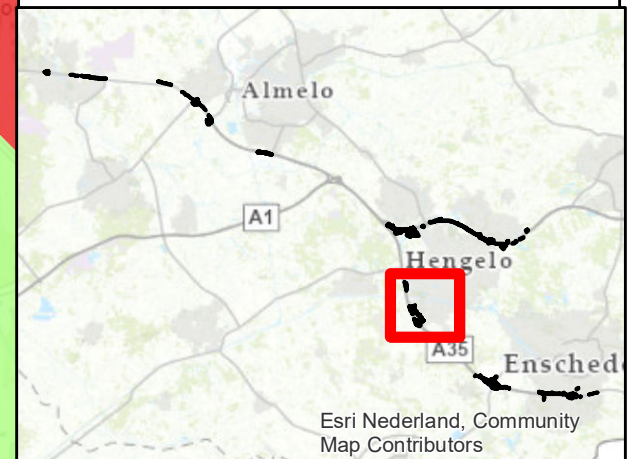 Almelo
A1
Hengelo
A35
Enschede
Esri Nederland, Community
Map Contributors